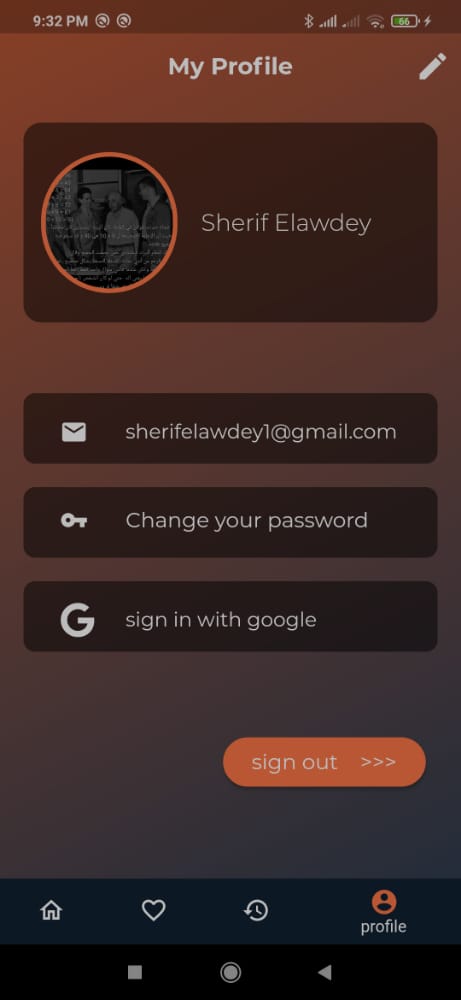 9:32 PM
66
My Profile
Sherif Elawdey
sherifelawdey1@gmail.com
Change your password
G
sign in with google
sign out >>>
profile